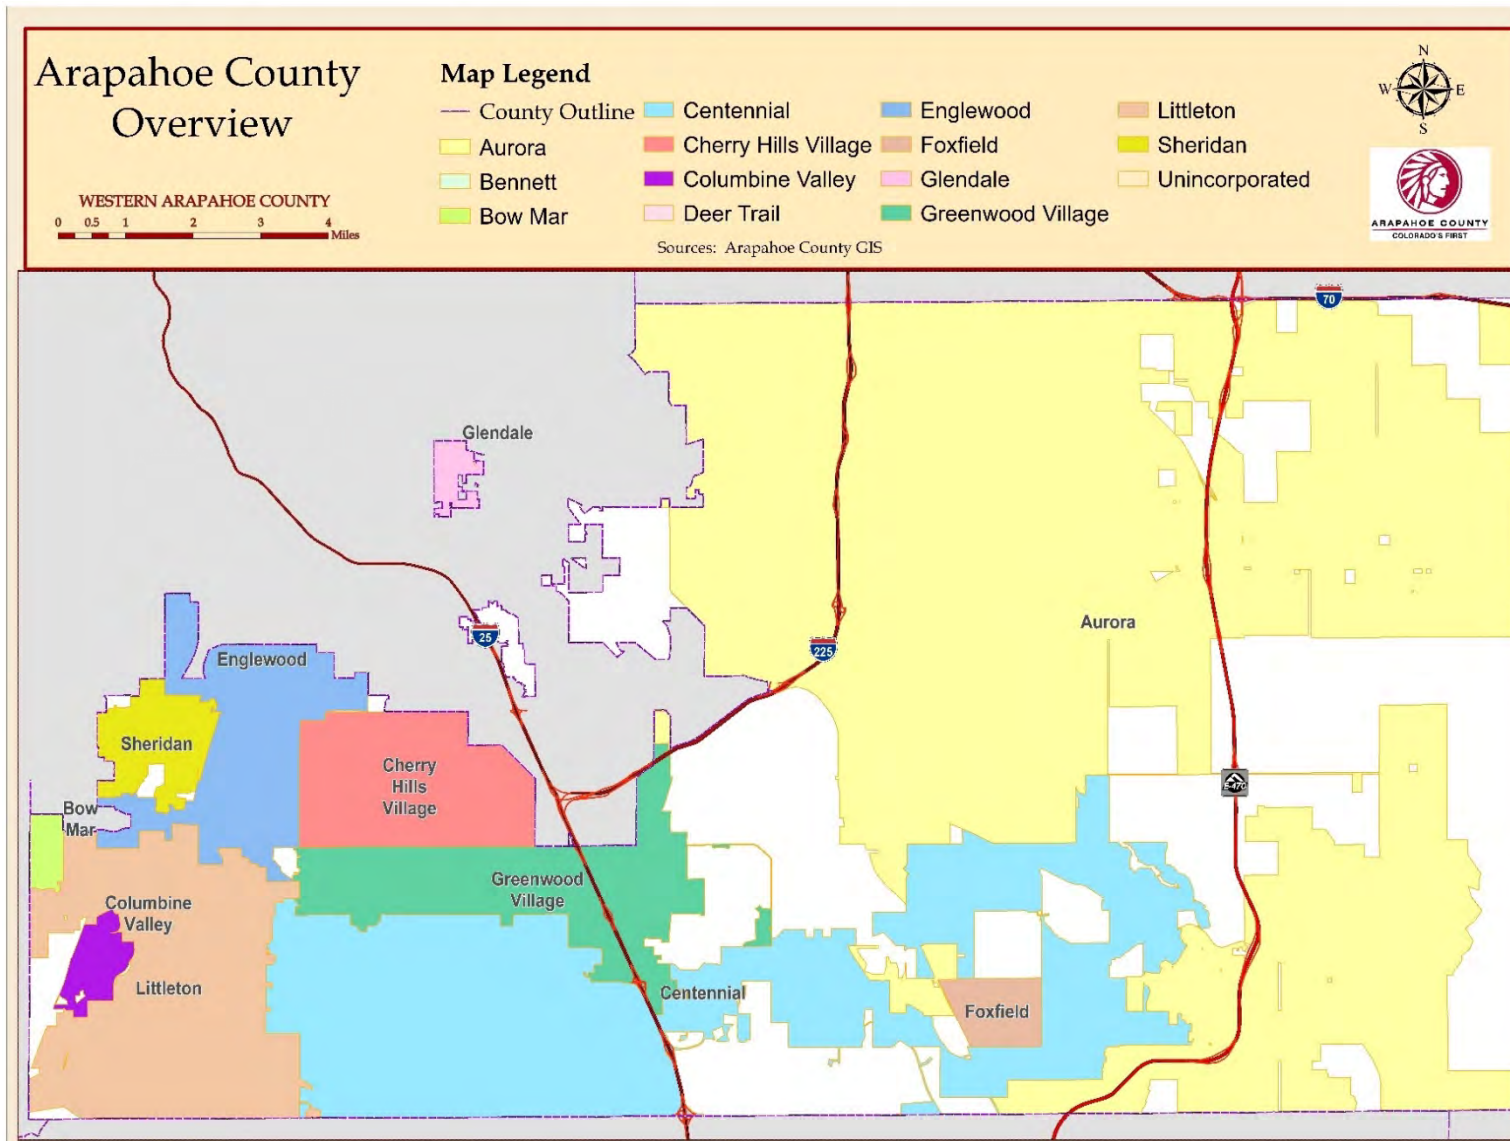 Arapahoe County
Overview
WESTERN ARAPAHOE COUNTY
0 0.5 1 2 3 4
Miles
Map Legend
County Outline
Aurora
Bennett
Bow Mar
Centennial
Cherry Hills Village
Columbine Valley
Deer Trail
Englewood
Foxfield
Glendale
Greenwood Village
Littleton
Sheridan
Unincorporated
Sources: Arapahoe County GIS
N
W E
S
ARAPAHOE COUNTY
COLORADO'S FIRST
70
Glendale
25
225
Aurora
Englewood
Sheridan
Cherry
Hills
Village
E-470
Bow
Mar
Greenwood
Village
Columbine
Valley
Littleton
Centennial
Foxfield